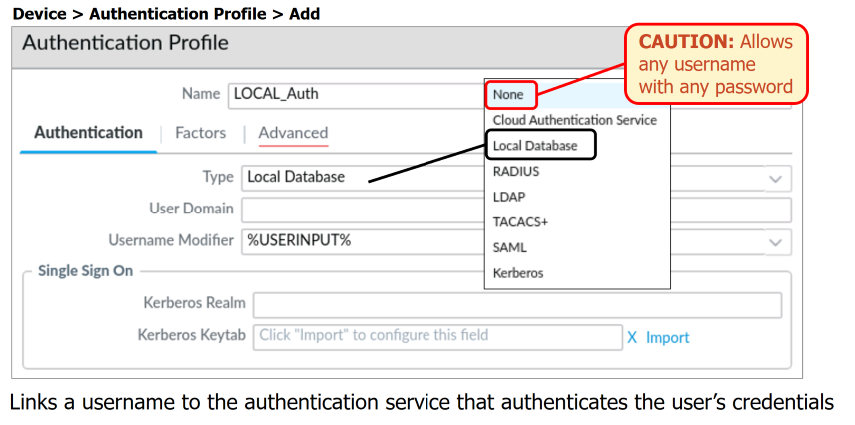 Device > Authentication Profile > Add
Authentication Profile
CAUTION: Allows
any username
with any password
Name LOCAL_Auth
None
Cloud Authentication Service
Local Database
RADIUS
LDAP
TACACS+
SAML
Kerberos
Authentication Factors Advanced
Type Local Database
User Domain
Username Modifier %USERINPUT%
Single Sign On
Kerberos Realm
Kerberos Keytab Click "Import" to configure this field X Import
Links a username to the authentication service that authenticates the user’s credentials